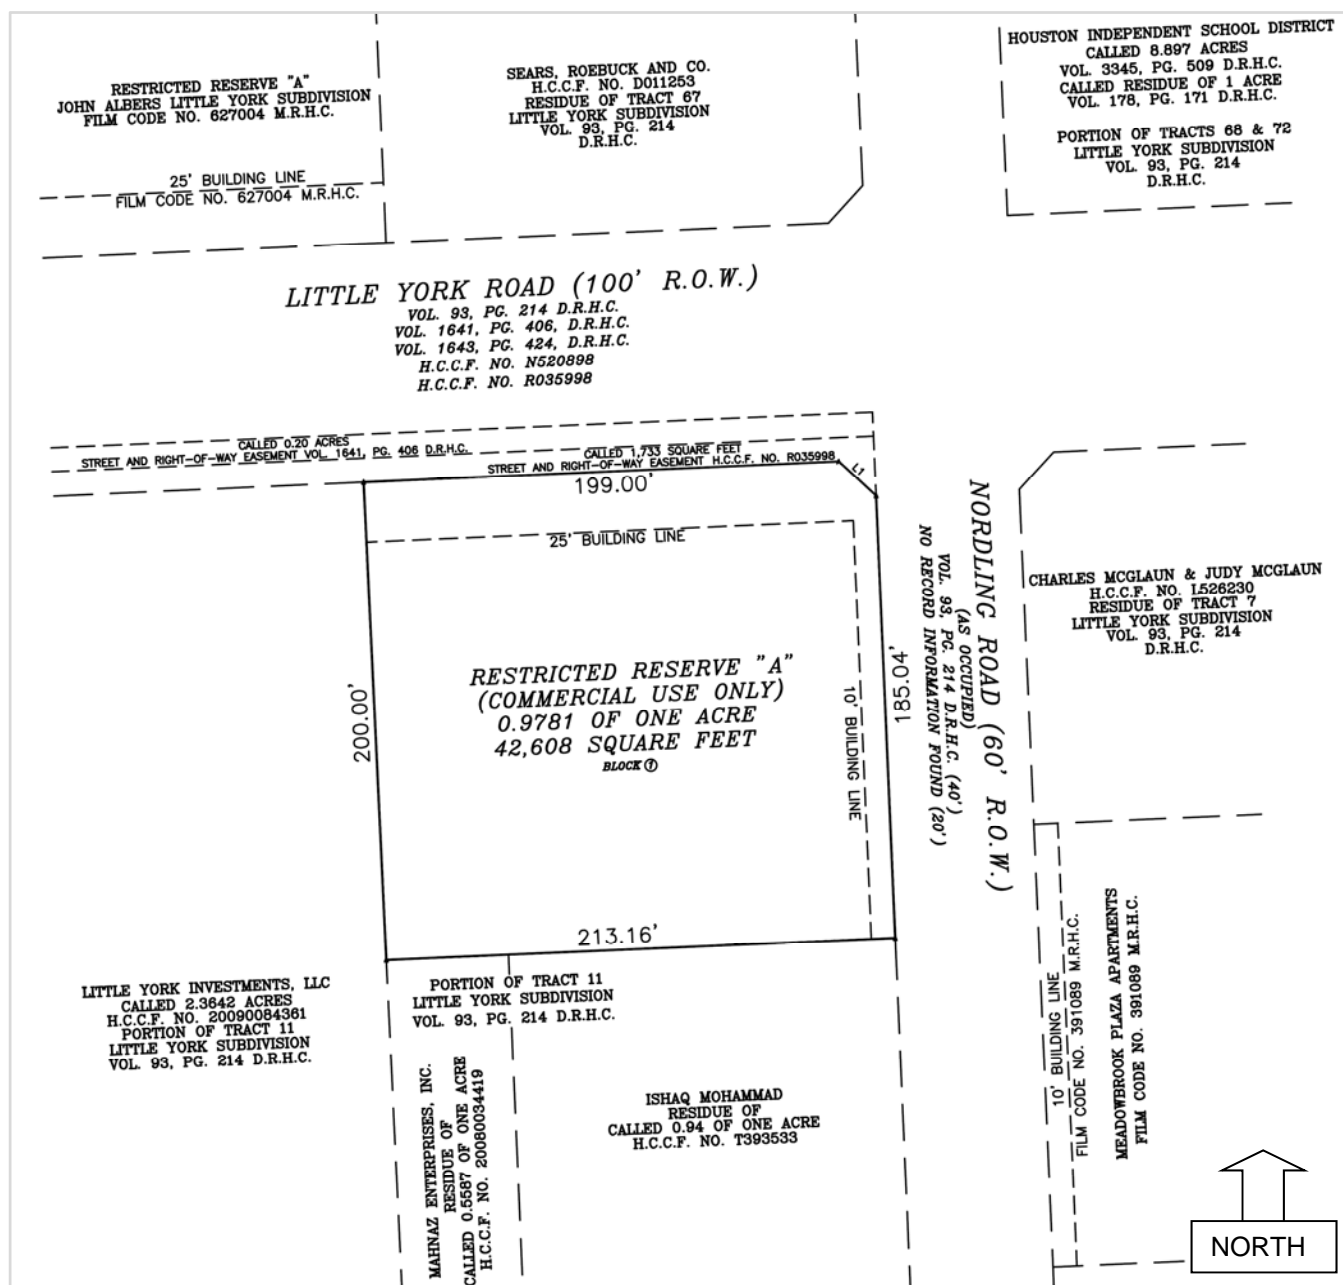 RESTRICTED RESERVE "A"
JOHN ALBERS LITTLE YORK SUBDIVISION
FILM CODE NO. 627004 M.R.H.C.
25' BUILDING LINE
FILM CODE NO. 627004 M.R.H.C.
SEARS, ROEBUCK AND CO.
H.C.C.F. NO. D011253
RESIDUE OF TRACT 67
LITTLE YORK SUBDIVISION
VOL. 93, PG. 214
D.R.H.C.
HOUSTON INDEPENDENT SCHOOL DISTRICT
CALLED 8.897 ACRES
VOL. 3345, PG. 509 D.R.H.C.
CALLED RESIDUE OF 1 ACRE
VOL. 178, PG. 171 D.R.H.C.
PORTION OF TRACTS 68 & 72
LITTLE YORK SUBDIVISION
VOL. 93, PG. 214
D.R.H.C.
LITTLE YORK ROAD (100' R.O.W.)
VOL. 93, PG. 214 D.R.H.C.
VOL. 1641, PG. 406, D.R.H.C.
VOL. 1643, PG. 424, D.R.H.C.
H.C.C.F. NO. N520898
H.C.C.F. NO. R035998
CALLED 0.20 ACRES
STREET AND RIGHT-OF-WAY EASEMENT VOL. 1641, PG. 406 D.R.H.C.
CALLED 1,733 SQUARE FEET
STREET AND RIGHT-OF-WAY EASEMENT H.C.C.F. NO. R035998
L1
199.00'
25' BUILDING LINE
RESTRICTED RESERVE "A"
(COMMERCIAL USE ONLY)
0.9781 OF ONE ACRE
42,608 SQUARE FEET
BLOCK 1
200.00'
10' BUILDING LINE
185.04'
213.16'
NORDLING ROAD (60' R.O.W.)
(AS OCCUPIED)
VOL. 93, PG. 214 D.R.H.C. (40')
NO RECORD INFORMATION FOUND (20')
CHARLES MCGLAUN & JUDY MCGLAUN
H.C.C.F. NO. L526230
RESIDUE OF TRACT 7
LITTLE YORK SUBDIVISION
VOL. 93, PG. 214
D.R.H.C.
10' BUILDING LINE
FILM CODE NO. 391089 M.R.H.C.
MEADOWBROOK PLAZA APARTMENTS
FILM CODE NO. 391089 M.R.H.C.
LITTLE YORK INVESTMENTS, LLC
CALLED 2.3642 ACRES
H.C.C.F. NO. 20090084361
PORTION OF TRACT 11
LITTLE YORK SUBDIVISION
VOL. 93, PG. 214 D.R.H.C.
PORTION OF TRACT 11
LITTLE YORK SUBDIVISION
VOL. 93, PG. 214 D.R.H.C.
MAHNAZ ENTERPRISES, INC.
RESIDUE OF
CALLED 0.5587 OF ONE ACRE
H.C.C.F. NO. 20080034419
ISHAQ MOHAMMAD
RESIDUE OF
CALLED 0.94 OF ONE ACRE
H.C.C.F. NO. T393533
NORTH